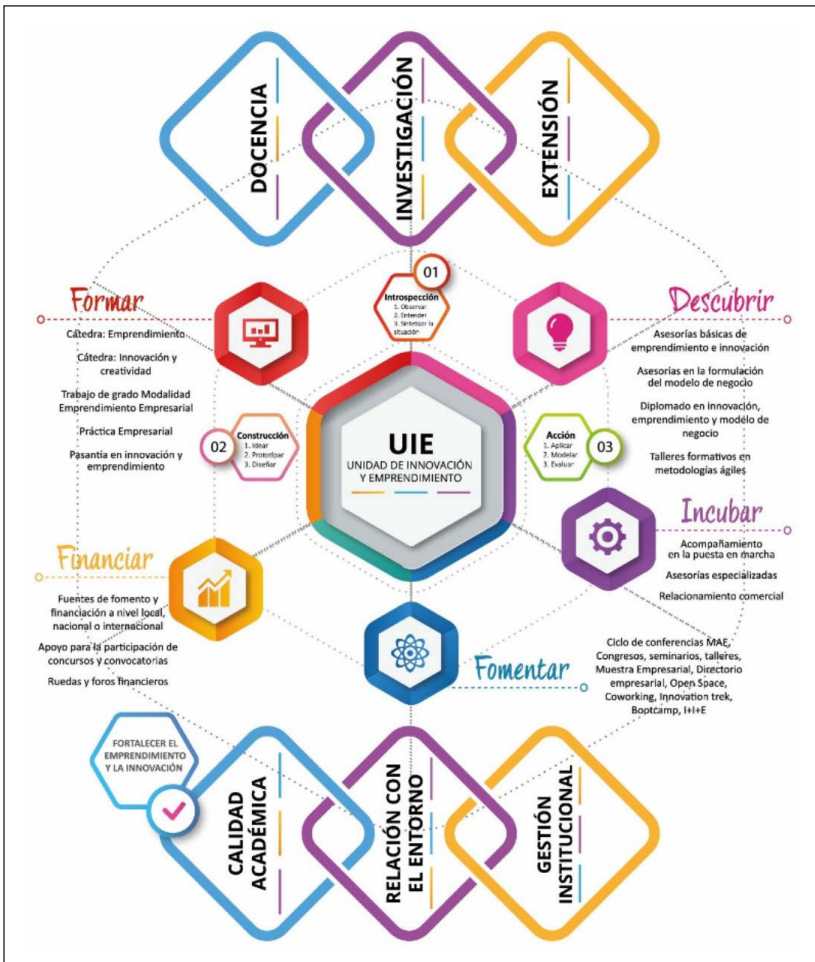 DOCENCIA
INVESTIGACIÓN
EXTENSIÓN
01
Introspección
1. Observar
2. Entender
3. Sintetizar la
situación
Formar
Cátedra: Emprendimiento
Cátedra: Innovación y
creatividad
Trabajo de grado Modalidad
Emprendimiento Empresarial
Práctica Empresarial
Pasantía en innovación y
emprendimiento
Descubrir
Asesorías básicas de
emprendimiento e innovación
Asesorías en la formulación
del modelo de negocio
Diplomado en innovación,
emprendimiento y modelo de
negocio
Talleres formativos en
metodologías ágiles
02
Construcción
1. Idear
2. Prototipar
3. Diseñar
UIE
UNIDAD DE INNOVACIÓN
Y EMPRENDIMIENTO
Acción
1. Aplicar
2. Modelar
3. Evaluar
03
Incubar
Acompañamiento
en la puesta en marcha
Asesorías especializadas
Relacionamiento comercial
Financiar
Fuentes de fomento y
financiación a nivel local,
nacional o internacional
Apoyo para la participación de
concursos y convocatorias
Ruedas y foros financieros
Fomentar
Ciclo de conferencias MAE,
Congresos, seminarios, talleres,
Muestra Empresarial, Directorio
empresarial, Open Space,
Coworking, Innovation trek,
Bootcamp, I+I+E
FORTALECER EL
EMPRENDIMIENTO
Y LA INNOVACIÓN
CALIDAD
ACADÉMICA
RELACIÓN CON
EL ENTORNO
GESTIÓN
INSTITUCIONAL